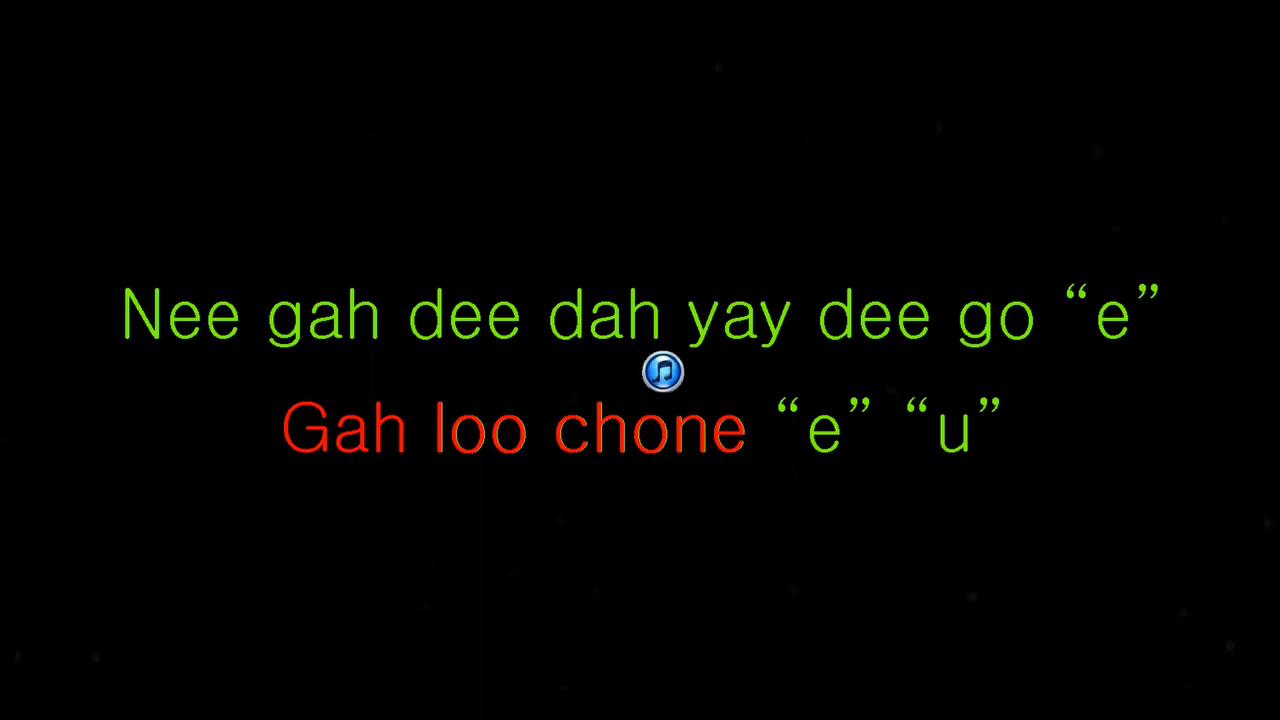 Nee gah dee dah yay dee go “e”
Gah loo chone “e” “u”